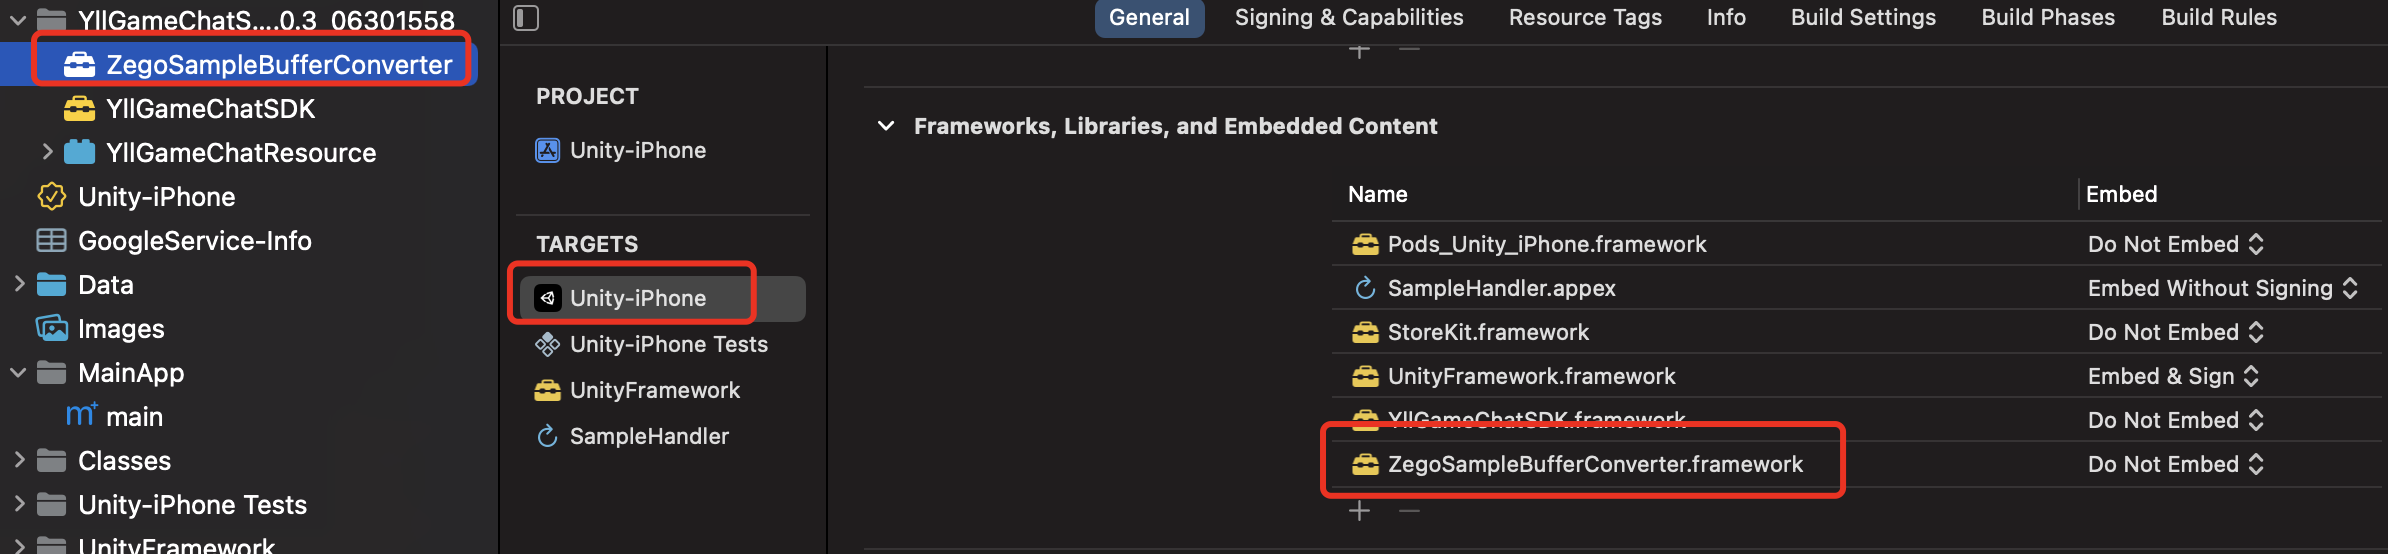 YllGameChatS....0.3_06301558
ZegoSampleBufferConverter
YllGameChatSDK
YllGameChatResource
Unity-iPhone
GoogleService-Info
Data
Images
MainApp
main
Classes
Unity-iPhone Tests
UnityFramework
General Signing & Capabilities Resource Tags Info Build Settings Build Phases Build Rules
PROJECT
Unity-iPhone
TARGETS
Unity-iPhone
Unity-iPhone Tests
UnityFramework
SampleHandler
Frameworks, Libraries, and Embedded Content
Name Embed
Pods_Unity_iPhone.framework Do Not Embed
SampleHandler.appex Embed Without Signing
StoreKit.framework Do Not Embed
UnityFramework.framework Embed & Sign
YllGameChatSDK.framework Do Not Embed
ZegoSampleBufferConverter.framework Do Not Embed